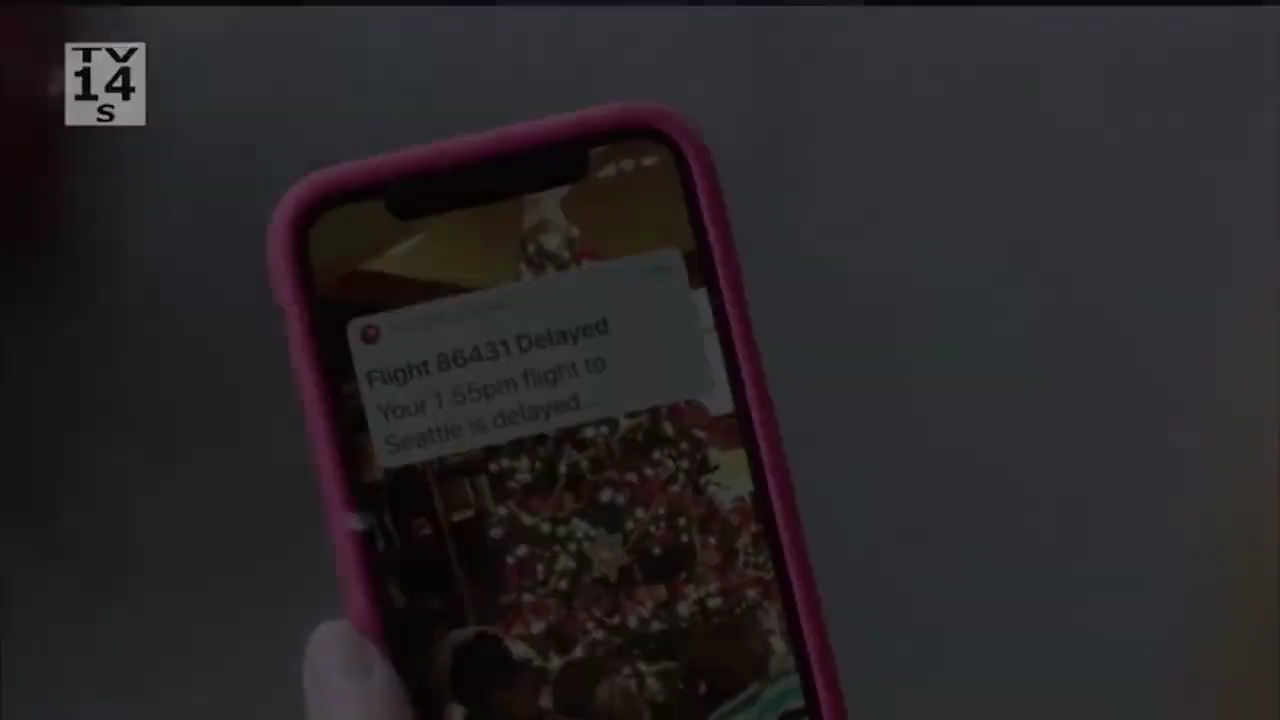 TV
14
S
Flight 86431 Delayed
Your 1:55pm flight to
Seattle is delayed...